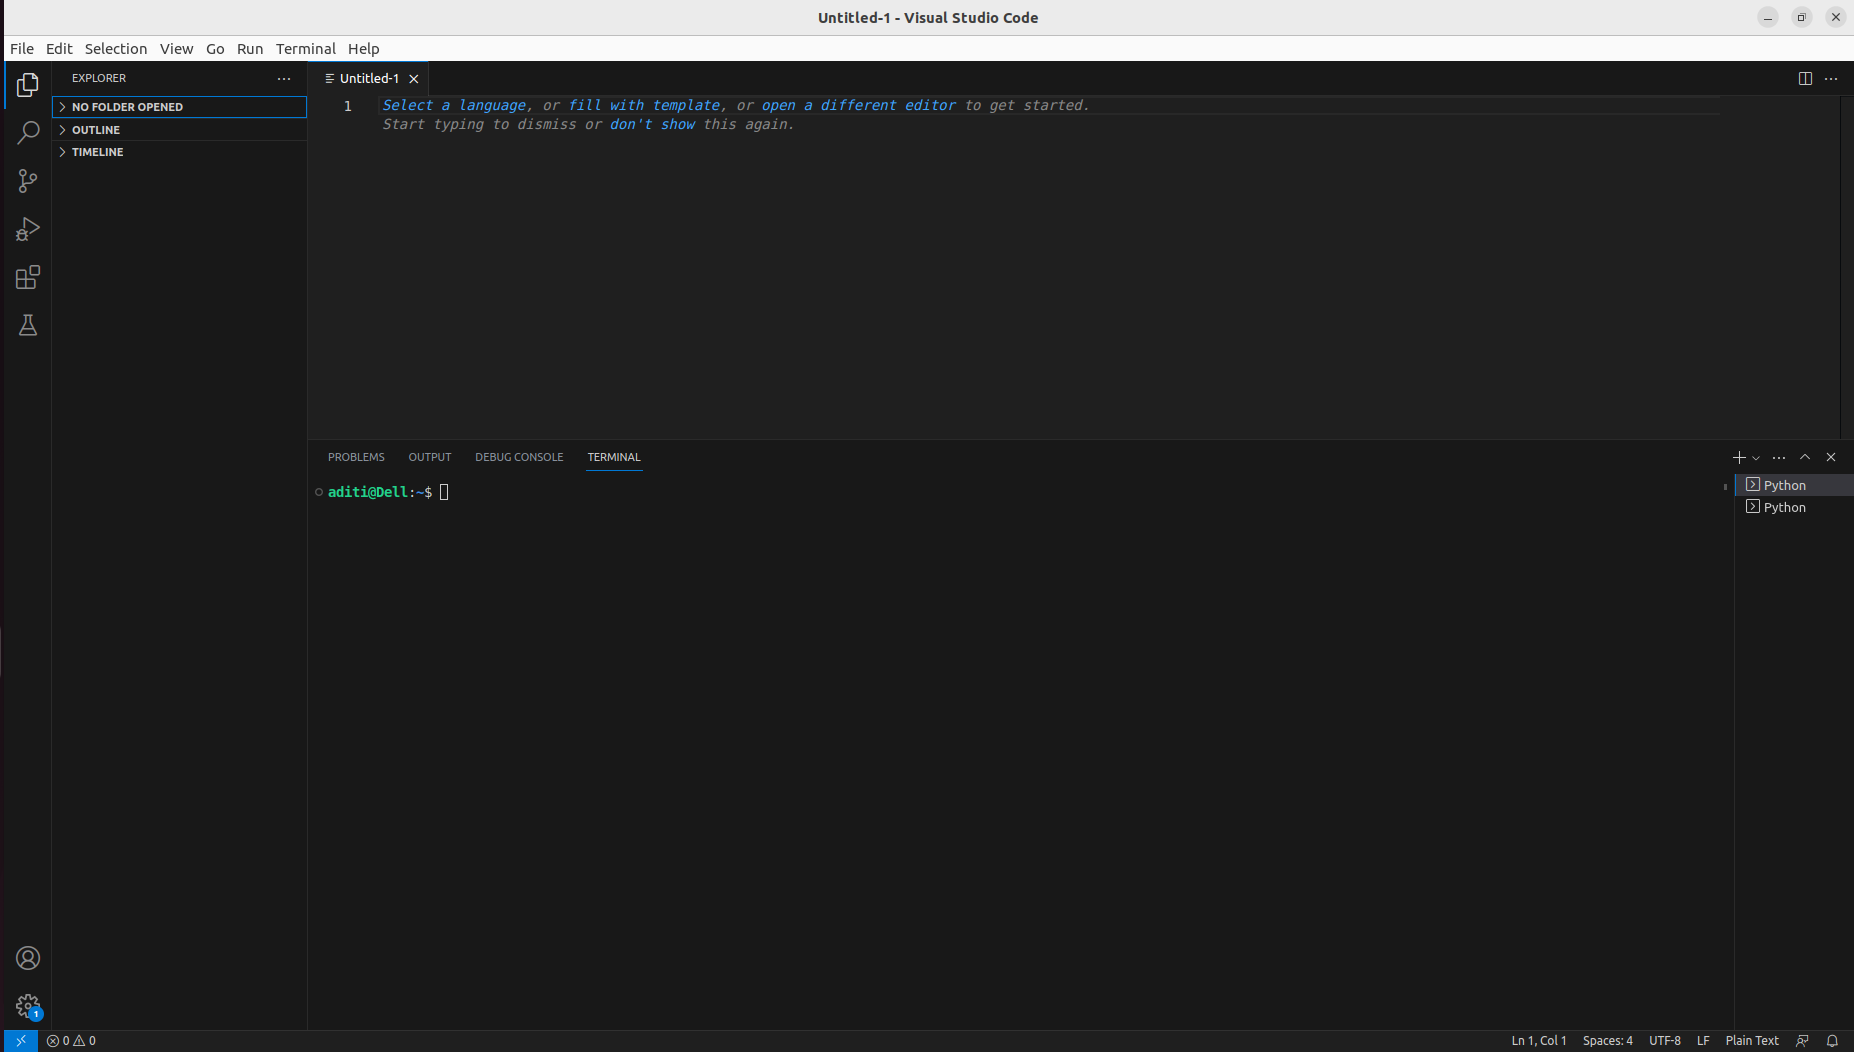 Untitled-1 - Visual Studio Code
File Edit Selection View Go Run Terminal Help
EXPLORER
NO FOLDER OPENED
OUTLINE
TIMELINE
Untitled-1
1 Select a language, or fill with template, or open a different editor to get started.
Start typing to dismiss or don't show this again.
PROBLEMS OUTPUT DEBUG CONSOLE TERMINAL
aditi@Dell:~$
Python
Python
1
0 0
Ln 1, Col 1 Spaces: 4 UTF-8 LF Plain Text